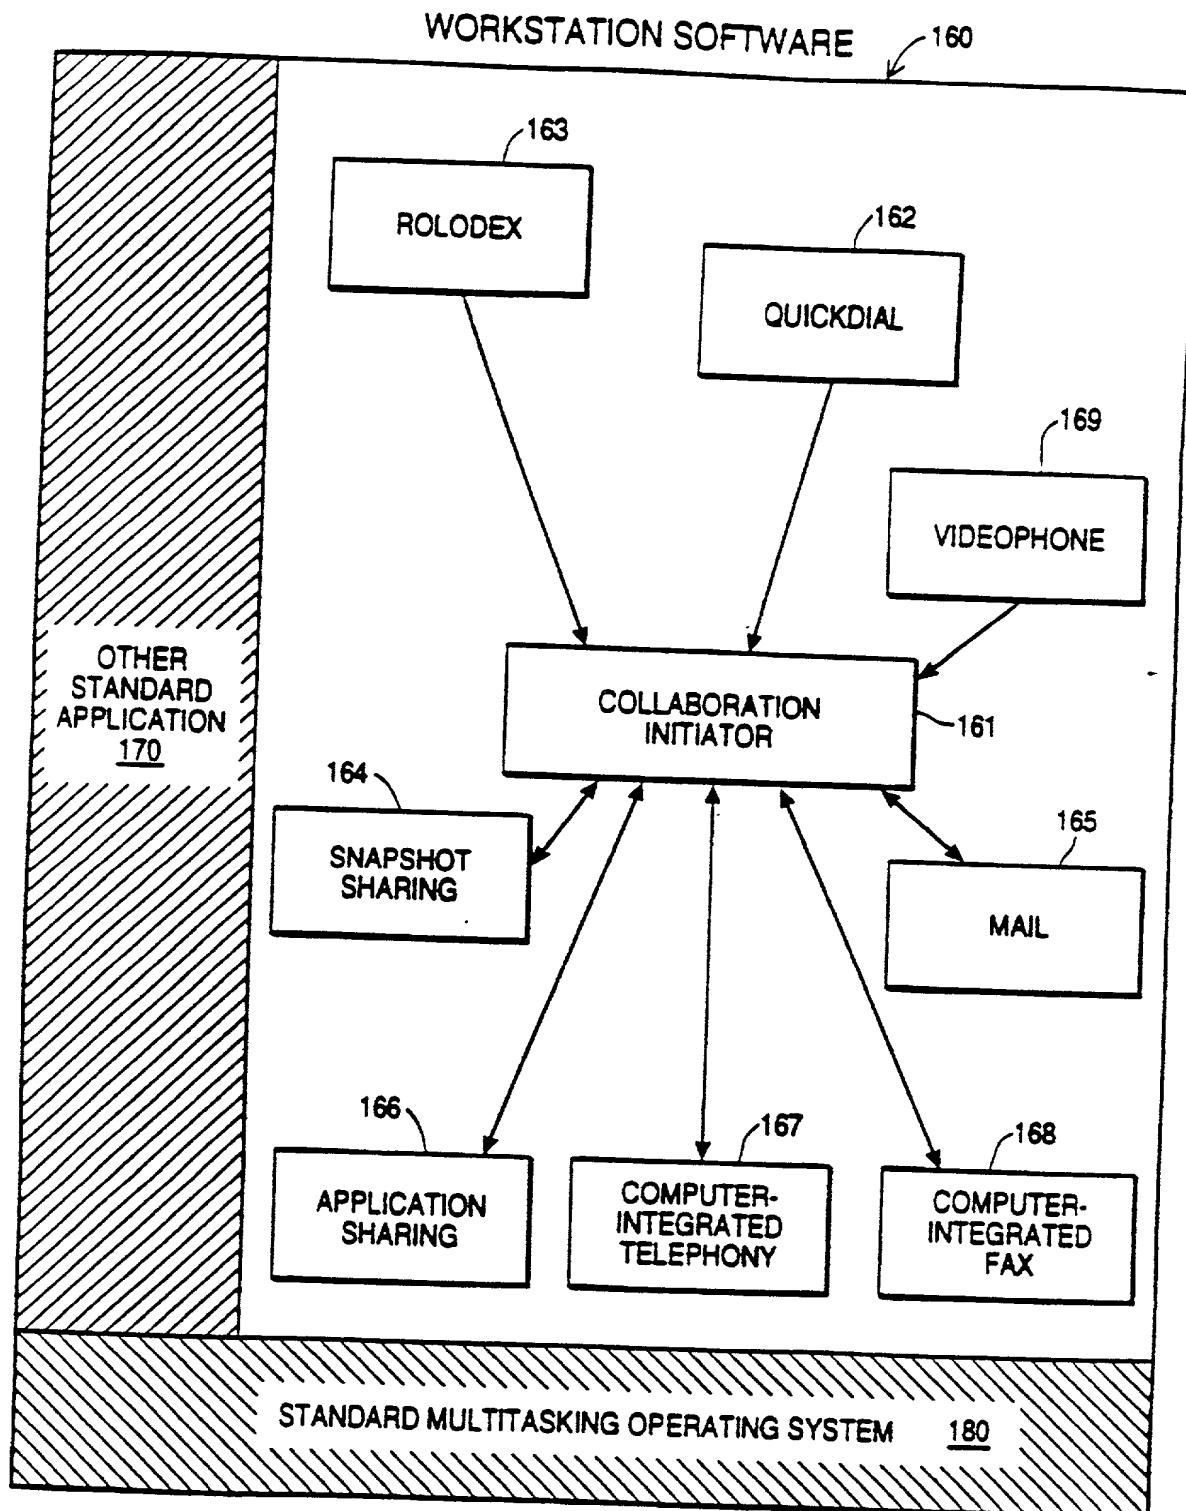 WORKSTATION SOFTWARE
160
163
ROLODEX
162
QUICKDIAL
169
VIDEOPHONE
COLLABORATION
INITIATOR
161
OTHER
STANDARD
APPLICATION
170
164
SNAPSHOT
SHARING
165
MAIL
166
APPLICATION
SHARING
167
COMPUTER-
INTEGRATED
TELEPHONY
168
COMPUTER-
INTEGRATED
FAX
STANDARD MULTITASKING OPERATING SYSTEM 180